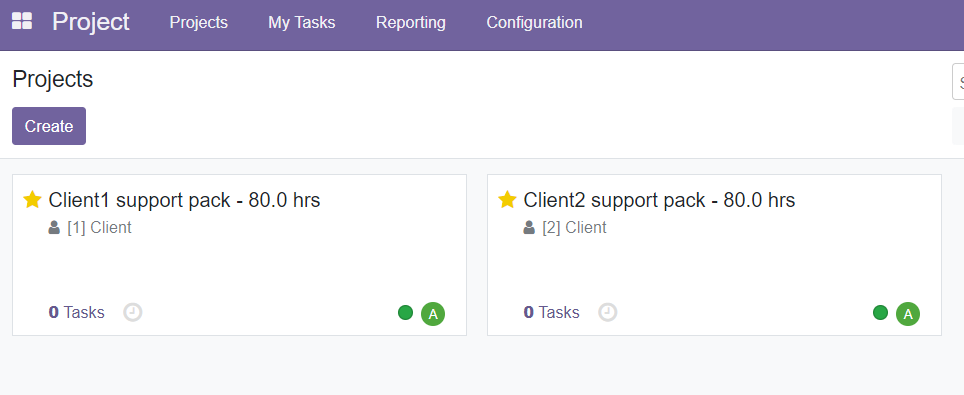 Project Projects My Tasks Reporting Configuration
Projects
Create
Client1 support pack - 80.0 hrs
[1] Client
0 Tasks
A
Client2 support pack - 80.0 hrs
[2] Client
0 Tasks
A